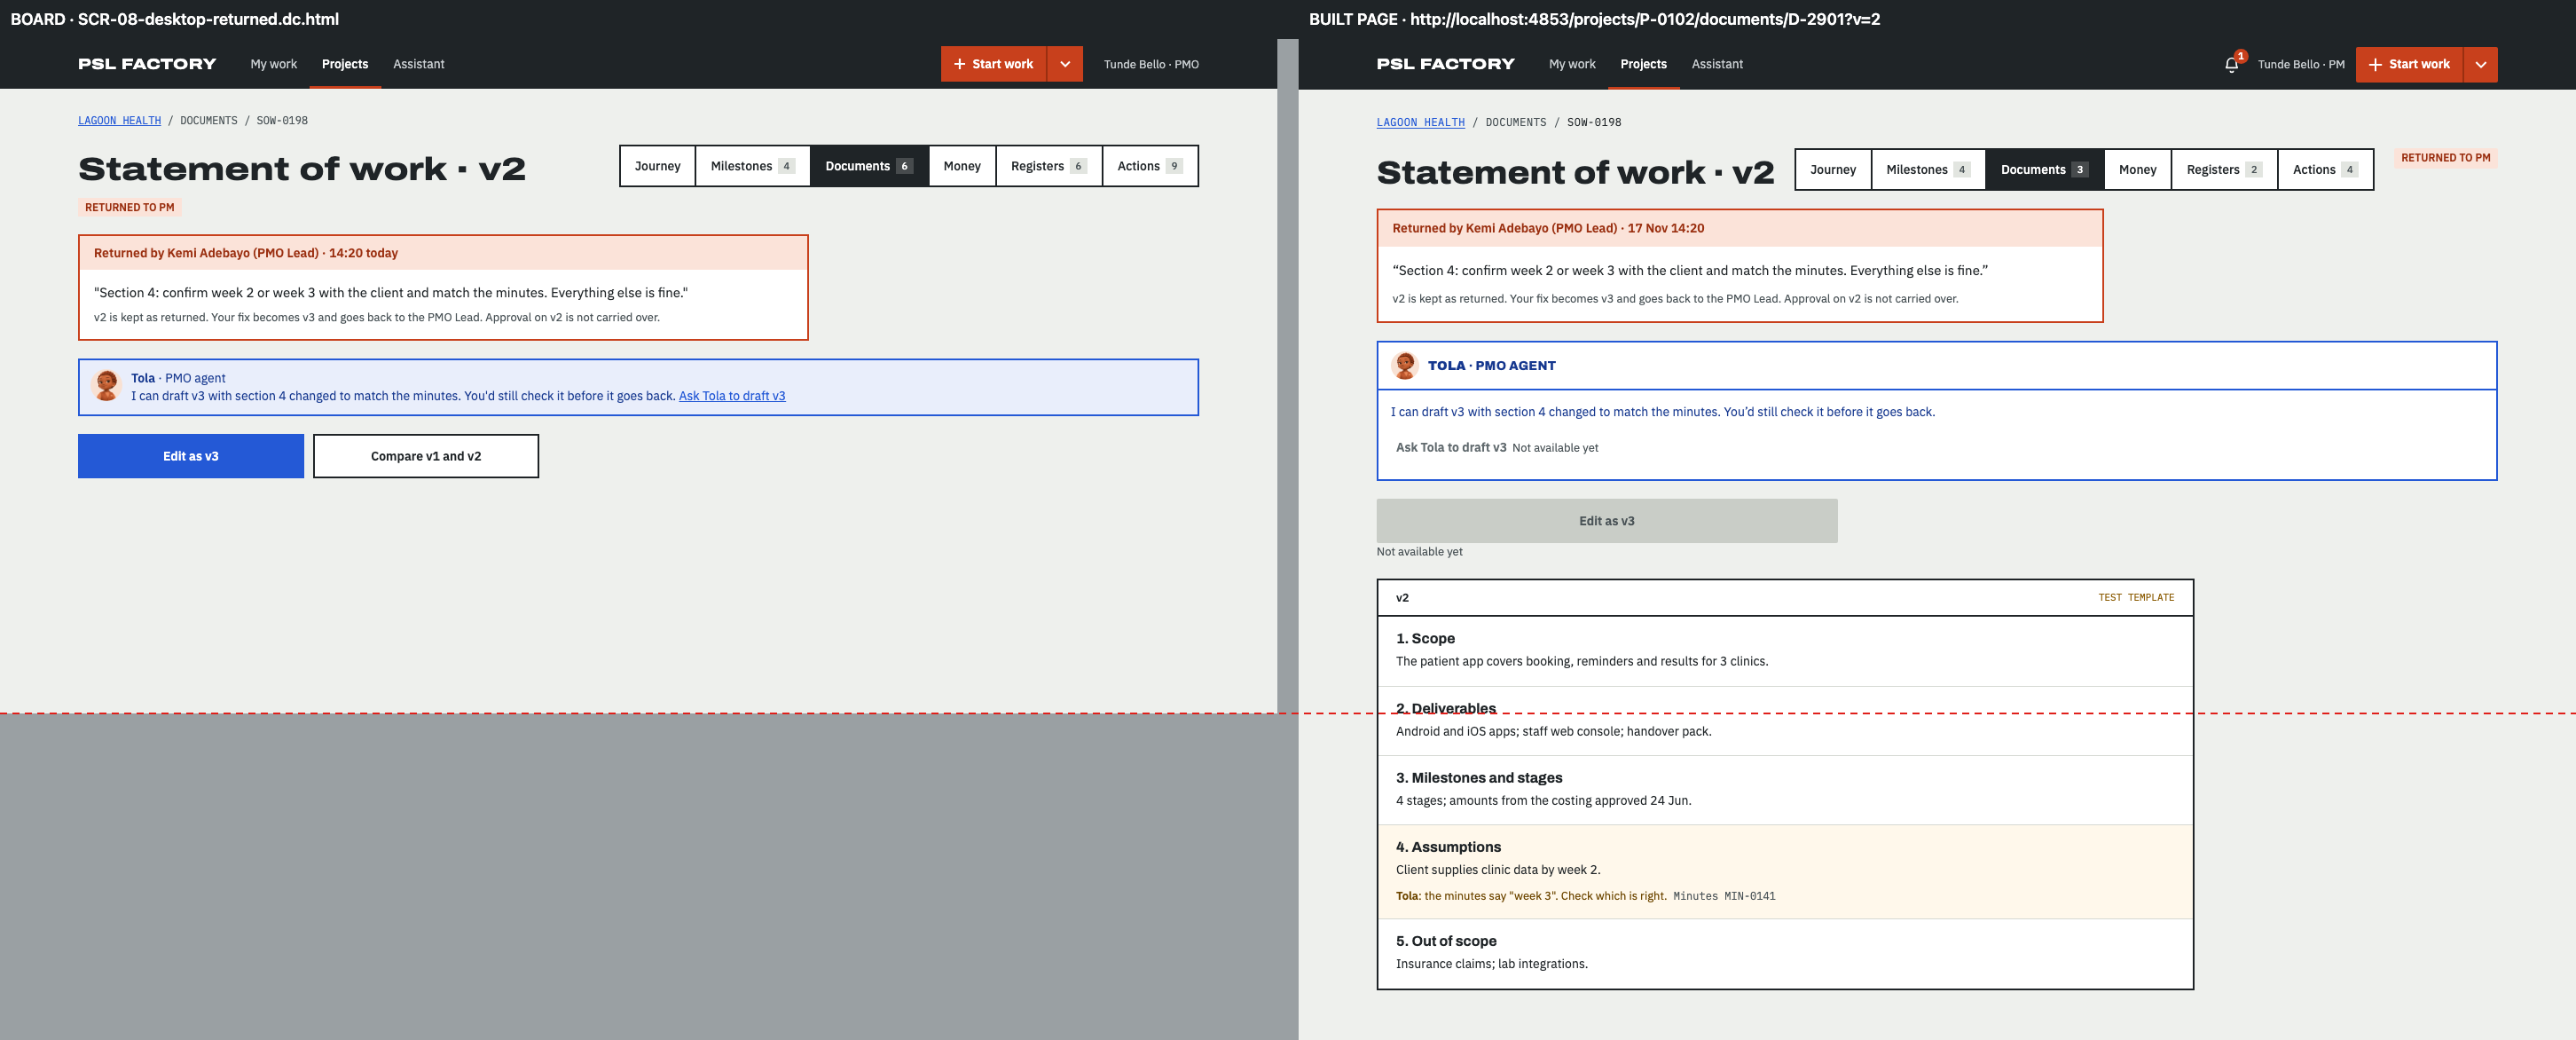 BOARD · SCR-08-desktop-returned.dc.html
PSL FACTORY My work Projects Assistant + Start work Tunde Bello · PMO
LAGOON HEALTH / DOCUMENTS / SOW-0198
Statement of work · v2
Journey Milestones 4 Documents 6 Money Registers 6 Actions 9
RETURNED TO PM
Returned by Kemi Adebayo (PMO Lead) · 14:20 today
"Section 4: confirm week 2 or week 3 with the client and match the minutes. Everything else is fine."
v2 is kept as returned. Your fix becomes v3 and goes back to the PMO Lead. Approval on v2 is not carried over.
Tola · PMO agent
I can draft v3 with section 4 changed to match the minutes. You'd still check it before it goes back. Ask Tola to draft v3
Edit as v3 Compare v1 and v2
BUILT PAGE · http://localhost:4853/projects/P-0102/documents/D-2901?v=2
PSL FACTORY My work Projects Assistant 1 Tunde Bello · PM + Start work
LAGOON HEALTH / DOCUMENTS / SOW-0198
Statement of work · v2 Journey Milestones 4 Documents 3 Money Registers 2 Actions 4 RETURNED TO PM
Returned by Kemi Adebayo (PMO Lead) · 17 Nov 14:20
“Section 4: confirm week 2 or week 3 with the client and match the minutes. Everything else is fine.”
v2 is kept as returned. Your fix becomes v3 and goes back to the PMO Lead. Approval on v2 is not carried over.
TOLA · PMO AGENT
I can draft v3 with section 4 changed to match the minutes. You’d still check it before it goes back.
Ask Tola to draft v3 Not available yet
Edit as v3
Not available yet
v2 TEST TEMPLATE
1. Scope
The patient app covers booking, reminders and results for 3 clinics.
2. Deliverables
Android and iOS apps; staff web console; handover pack.
3. Milestones and stages
4 stages; amounts from the costing approved 24 Jun.
4. Assumptions
Client supplies clinic data by week 2.
Tola: the minutes say "week 3". Check which is right. Minutes MIN-0141
5. Out of scope
Insurance claims; lab integrations.